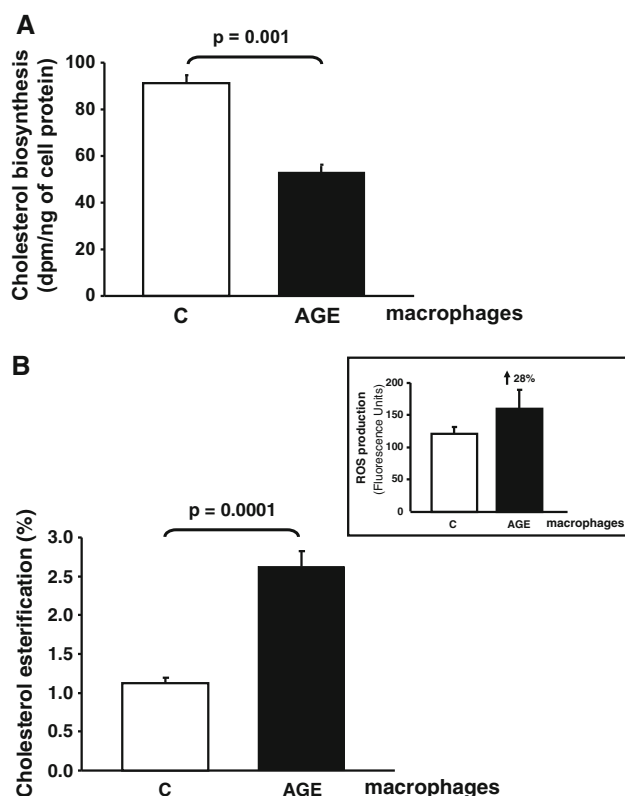 A
p = 0.001
Cholesterol biosynthesis
(dpm/ng of cell protein)
100
80
60
40
20
0
C AGE macrophages
B
28%
ROS production
(Fluorescence Units)
200
150
100
50
0
C AGE macrophages
p = 0.0001
Cholesterol esterification (%)
3.0
2.5
2.0
1.5
1.0
0.5
0.0
C AGE macrophages